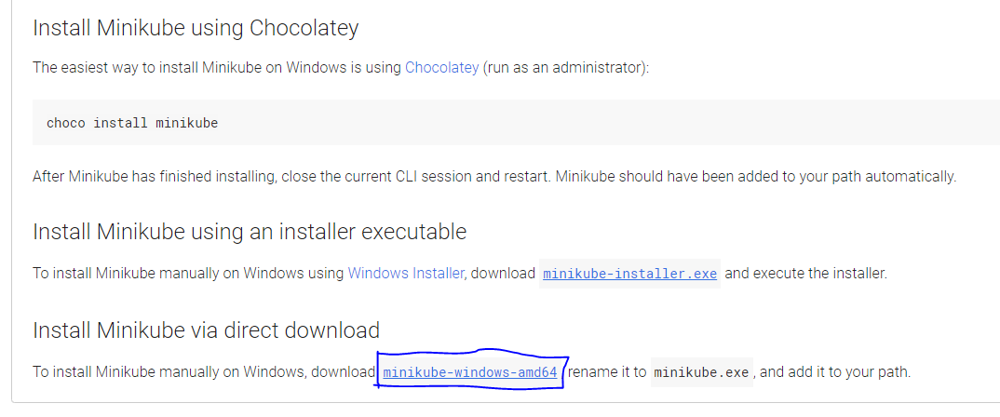 Install Minikube using Chocolatey
The easiest way to install Minikube on Windows is using Chocolatey (run as an administrator):
choco install minikube
After Minikube has finished installing, close the current CLI session and restart. Minikube should have been added to your path automatically.
Install Minikube using an installer executable
To install Minikube manually on Windows using Windows Installer, download minikube-installer.exe and execute the installer.
Install Minikube via direct download
To install Minikube manually on Windows, download minikube-windows-amd64 rename it to minikube.exe, and add it to your path.